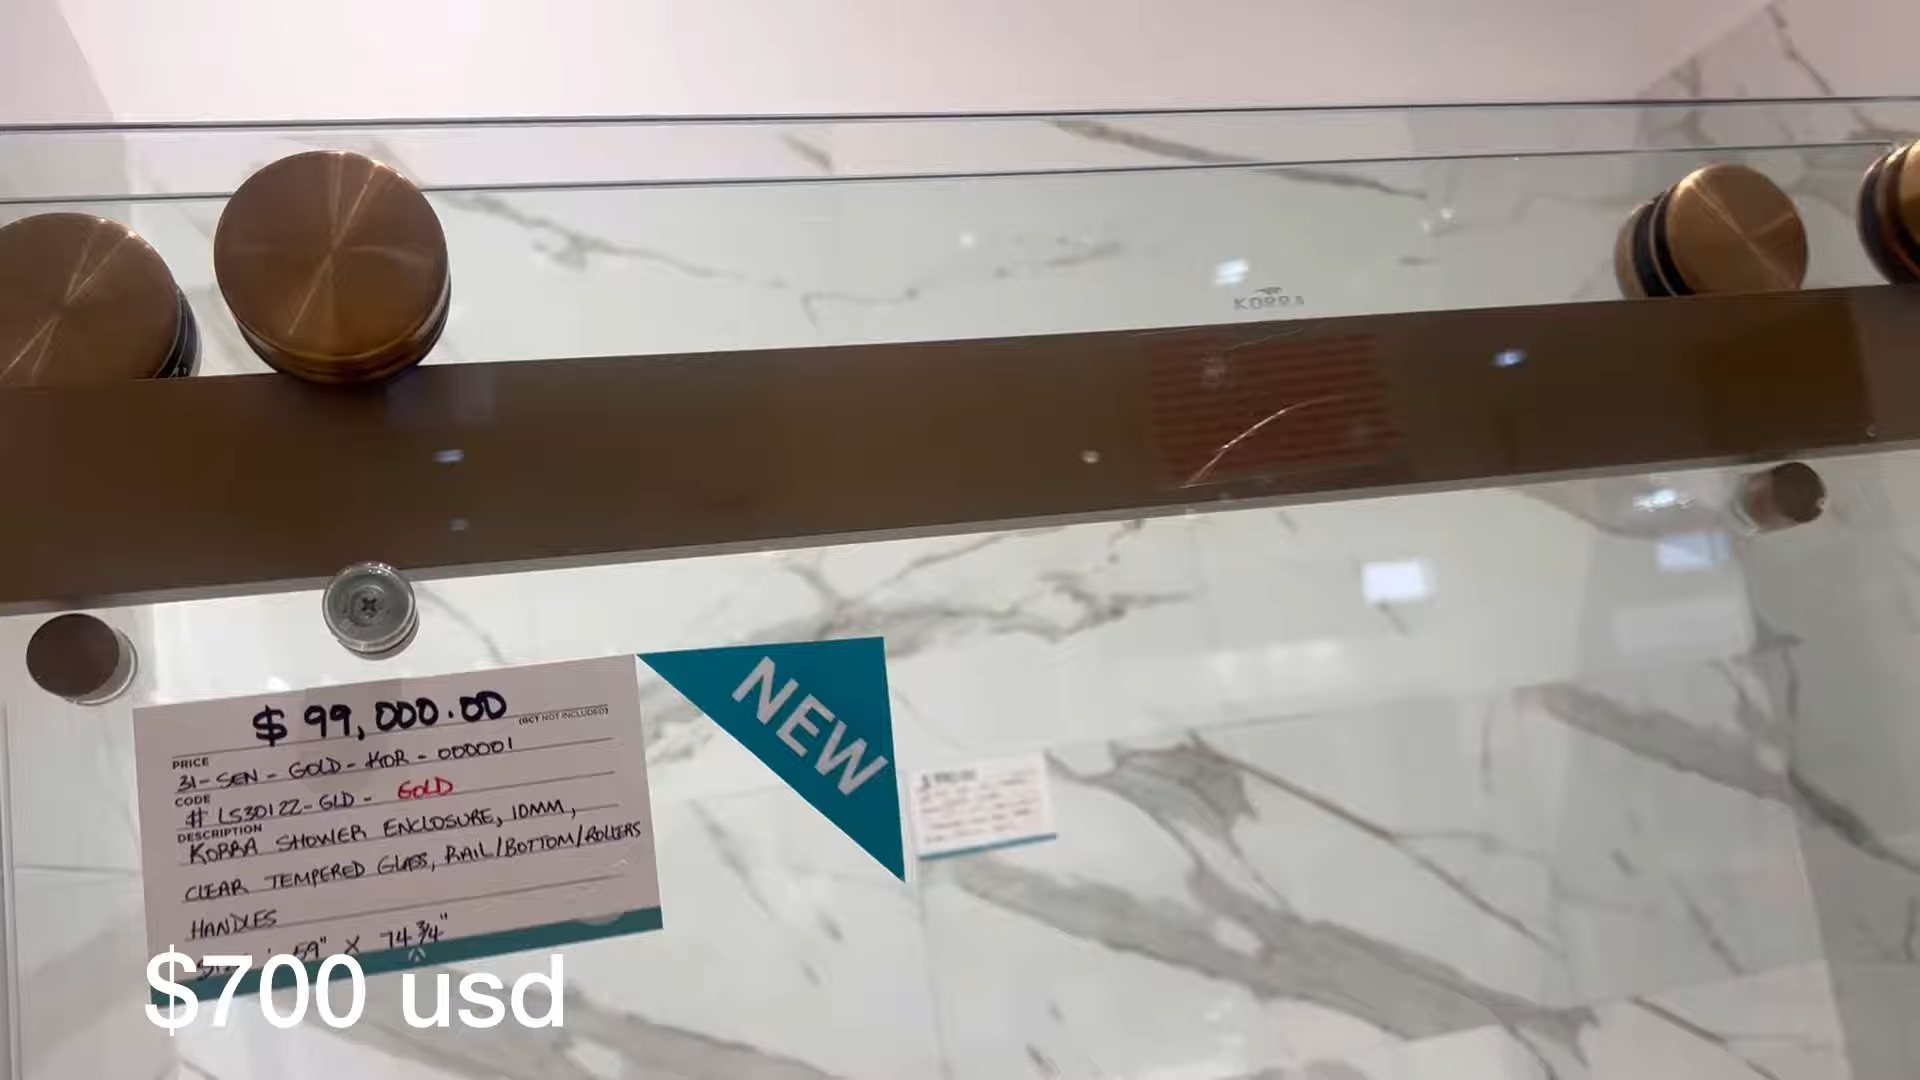 KORRA
$ 99,000.00
(GCT NOT INCLUDED)
PRICE
31-SEN-GOLD-KOR-000001
CODE
# LS30122-GLD- GOLD
DESCRIPTION
KORRA SHOWER ENCLOSURE, 10MM,
CLEAR TEMPERED GLASS, RAIL/BOTTOM/ROLLERS
HANDLES
59" X 74 3/4"
NEW
$700 usd